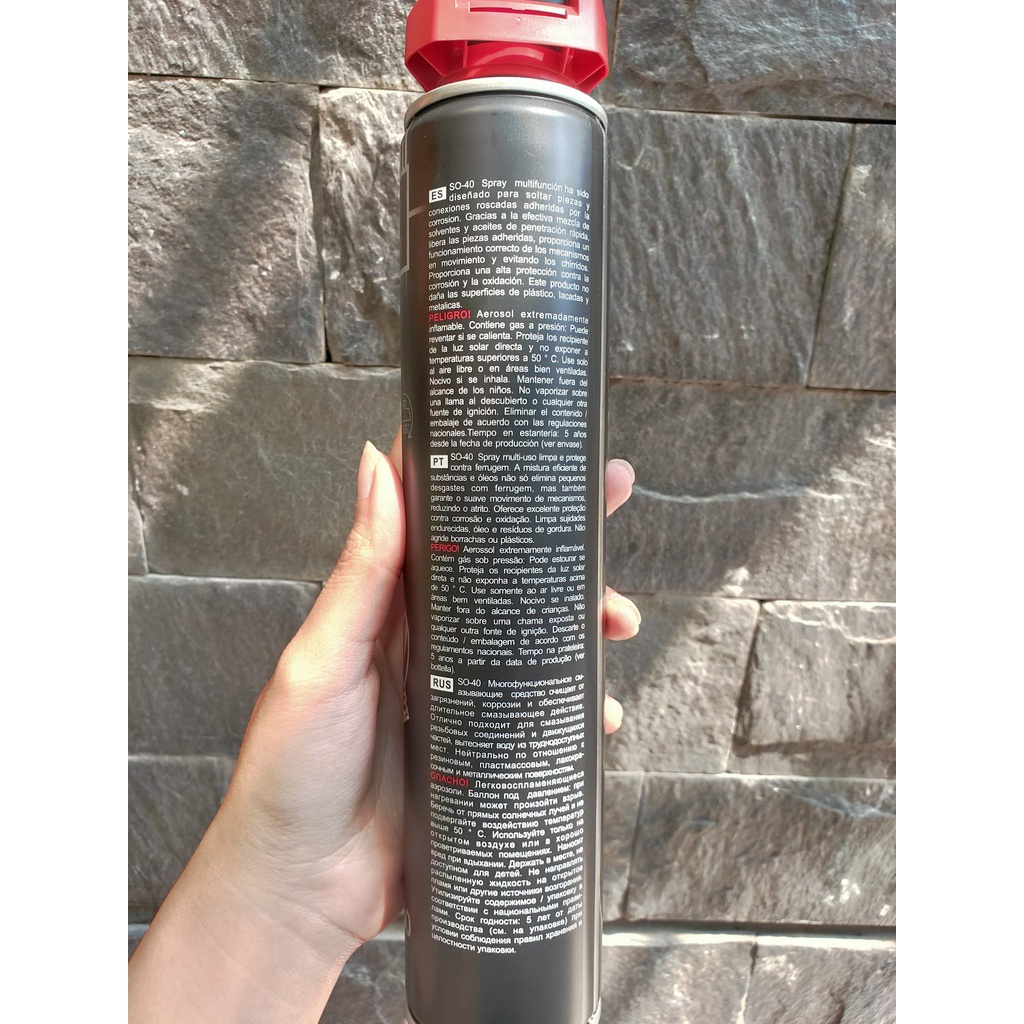 ES SO-40 Spray multifunción ha sido
diseñado para soltar piezas y
conexiones roscadas adheridas por la
corrosion. Gracias a la efectiva mezcla de
solventes y aceites de penetración rápida,
libera las piezas adheridas, proporciona un
funcionamiento correcto de los mecanismos
en movimiento y evitando los chirridos.
Proporciona una alta protección contra la
corrosión y la oxidación. Este producto no
daña las superficies de plástico, lacadas y
metalicas.
PELIGRO! Aerosol extremadamente
inflamable. Contiene gas a presión: Puede
reventar si se calienta. Proteja los recipiente
de la luz solar directa y no exponer a
temperaturas superiores a 50 ° C. Use solo
al aire libre o en áreas bien ventiladas.
Nocivo si se inhala. Mantener fuera del
alcance de los niños. No vaporizar sobre
una llama al descubierto o cualquier otra
fuente de ignición. Eliminar el contenido /
embalaje de acuerdo con las regulaciones
nacionales.Tiempo en estantería: 5 años
desde la fecha de producción (ver envase).
PT SO-40 Spray multi-uso limpa e protege
contra ferrugem. A mistura eficiente de
substâncias e óleos não só elimina pequenos
desgastes com ferrugem, mas também
garante o suave movimento de mecanismos,
reduzindo o atrito. Oferece excelente proteção
contra corrosão e oxidação. Limpa sujidades
endurecidas, óleo e resíduos de gordura. Não
agride borrachas ou plásticos.
PERIGO! Aerossol extremamente inflamável.
Contém gás sob pressão: Pode estourar se
aquece. Proteja os recipientes da luz solar
direta e não exponha a temperaturas acima
de 50 ° C. Use somente ao ar livre ou em
áreas bem ventiladas. Nocivo se inalado.
Manter fora do alcance de crianças. Não
vaporizar sobre uma chama exposta ou
qualquer outra fonte de ignição. Descarte o
conteúdo / embalagem de acordo com os
regulamentos nacionais. Tempo na prateleira:
5 anos a partir da data de produção (ver
bottella).
RUS SO-40 Многофункциональное см-
азывающие средство очищает от
загрязнений, коррозии и обеспечивает
длительное смазывающее действие.
Отлично подходит для смазывания
резьбовых соединений и движущихся
частей, вытесняет воду из труднодоступных
мест. Нейтрально по отношению к
резиновым, пластмассовым, лакокра-
сочным и металлическим поверхностям.
ОПАСНО! Легковоспламеняющиеся
аэрозоли. Баллон под давлением: при
нагревании может произойти взрыв.
Беречь от прямых солнечных лучей и не
подвергайте воздействию температур
выше 50 ° С. Используйте только на
открытом воздухе или в хорошо
проветриваемых помещениях. Наносит
вред при вдыхании. Держать в месте, не
доступном для детей. Не направлять
распыленную жидкость на открытое
пламя или другие источники возгорания.
Утилизируйте содержимое / упаковку в
соответствии с национальными прави-
лами. Срок годности: 5 лет от даты
производства (см. на упаковке) при
условии соблюдения правил хранения и
целостности упаковки.